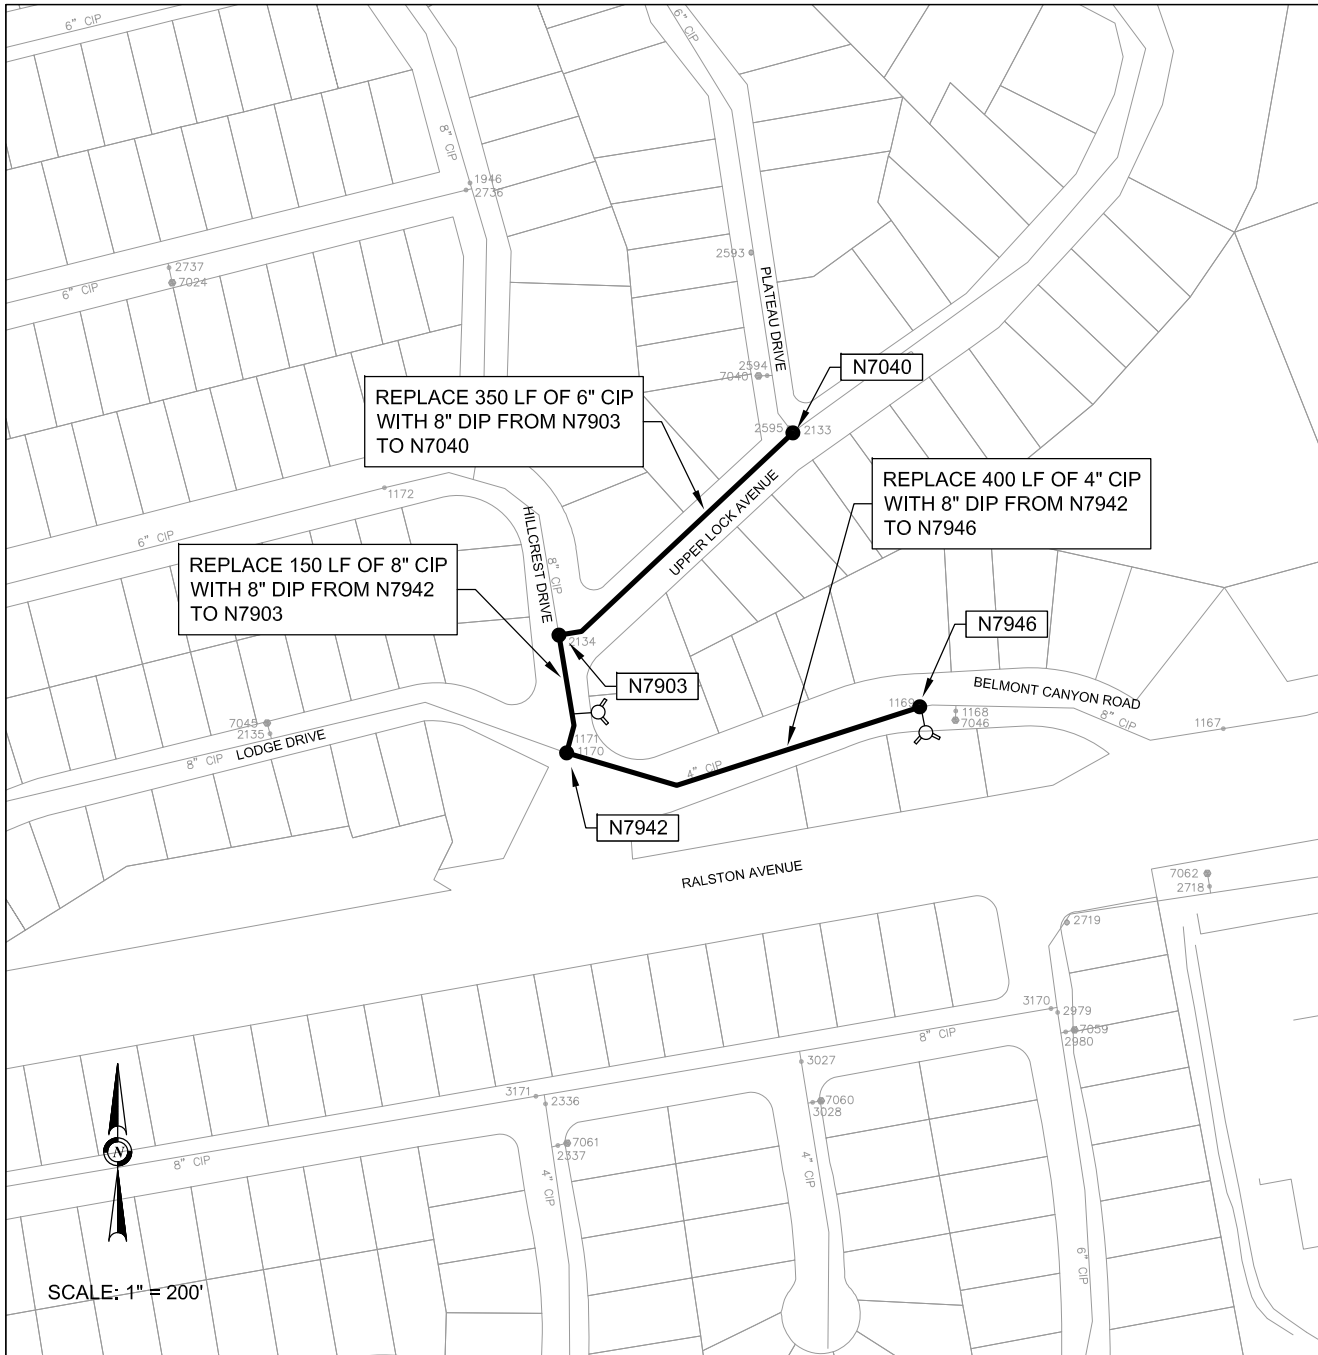 6" CIP
6" CIP
8" CIP
1946
2736
2593
2737
7024
6" CIP
PLATEAU DRIVE
2594
7040
N7040
REPLACE 350 LF OF 6" CIP
WITH 8" DIP FROM N7903
TO N7040
2595
2133
1172
UPPER LOCK AVENUE
REPLACE 400 LF OF 4" CIP
WITH 8" DIP FROM N7942
TO N7946
6" CIP
HILLCREST DRIVE
8" CIP
REPLACE 150 LF OF 8" CIP
WITH 8" DIP FROM N7942
TO N7903
2134
N7946
N7903
BELMONT CANYON ROAD
1169
1168
7046
8" CIP
1167
7045
2135
LODGE DRIVE
8" CIP
1171
1170
4" CIP
N7942
RALSTON AVENUE
7062
2718
2719
3170
2979
7059
2980
8" CIP
3027
3171
2336
7060
3028
7061
2337
8" CIP
4" CIP
4" CIP
6" CIP
N
SCALE: 1" = 200'